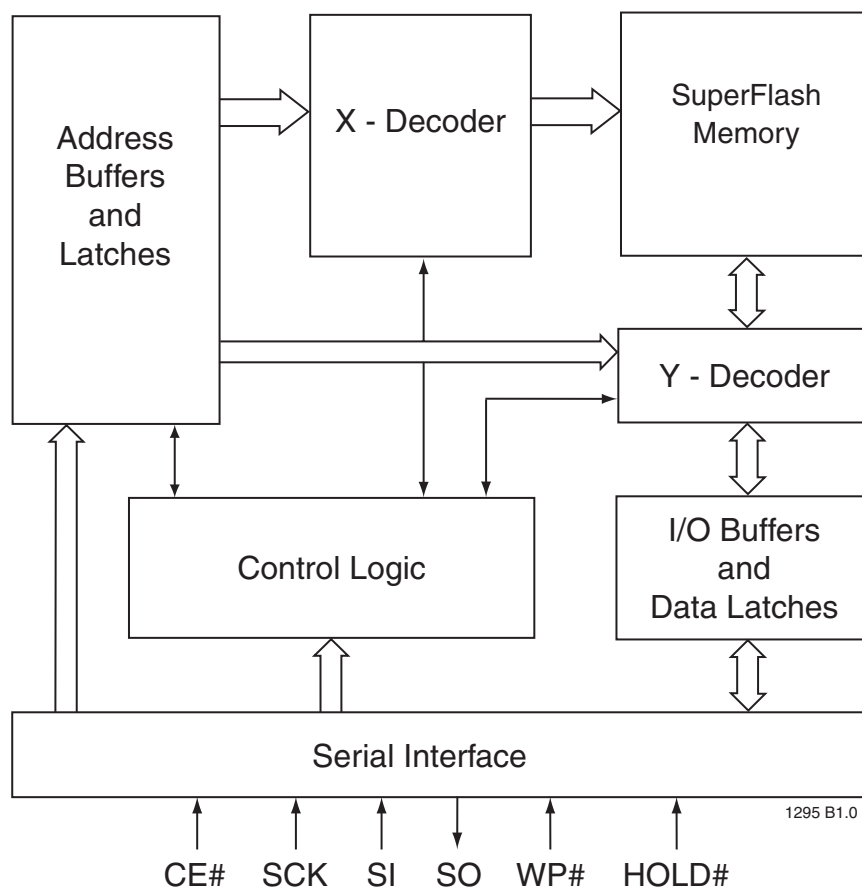 Address
Buffers
and
Latches
X - Decoder
SuperFlash
Memory
Y - Decoder
Control Logic
I/O Buffers
and
Data Latches
Serial Interface
1295 B1.0
CE# SCK SI SO WP# HOLD#